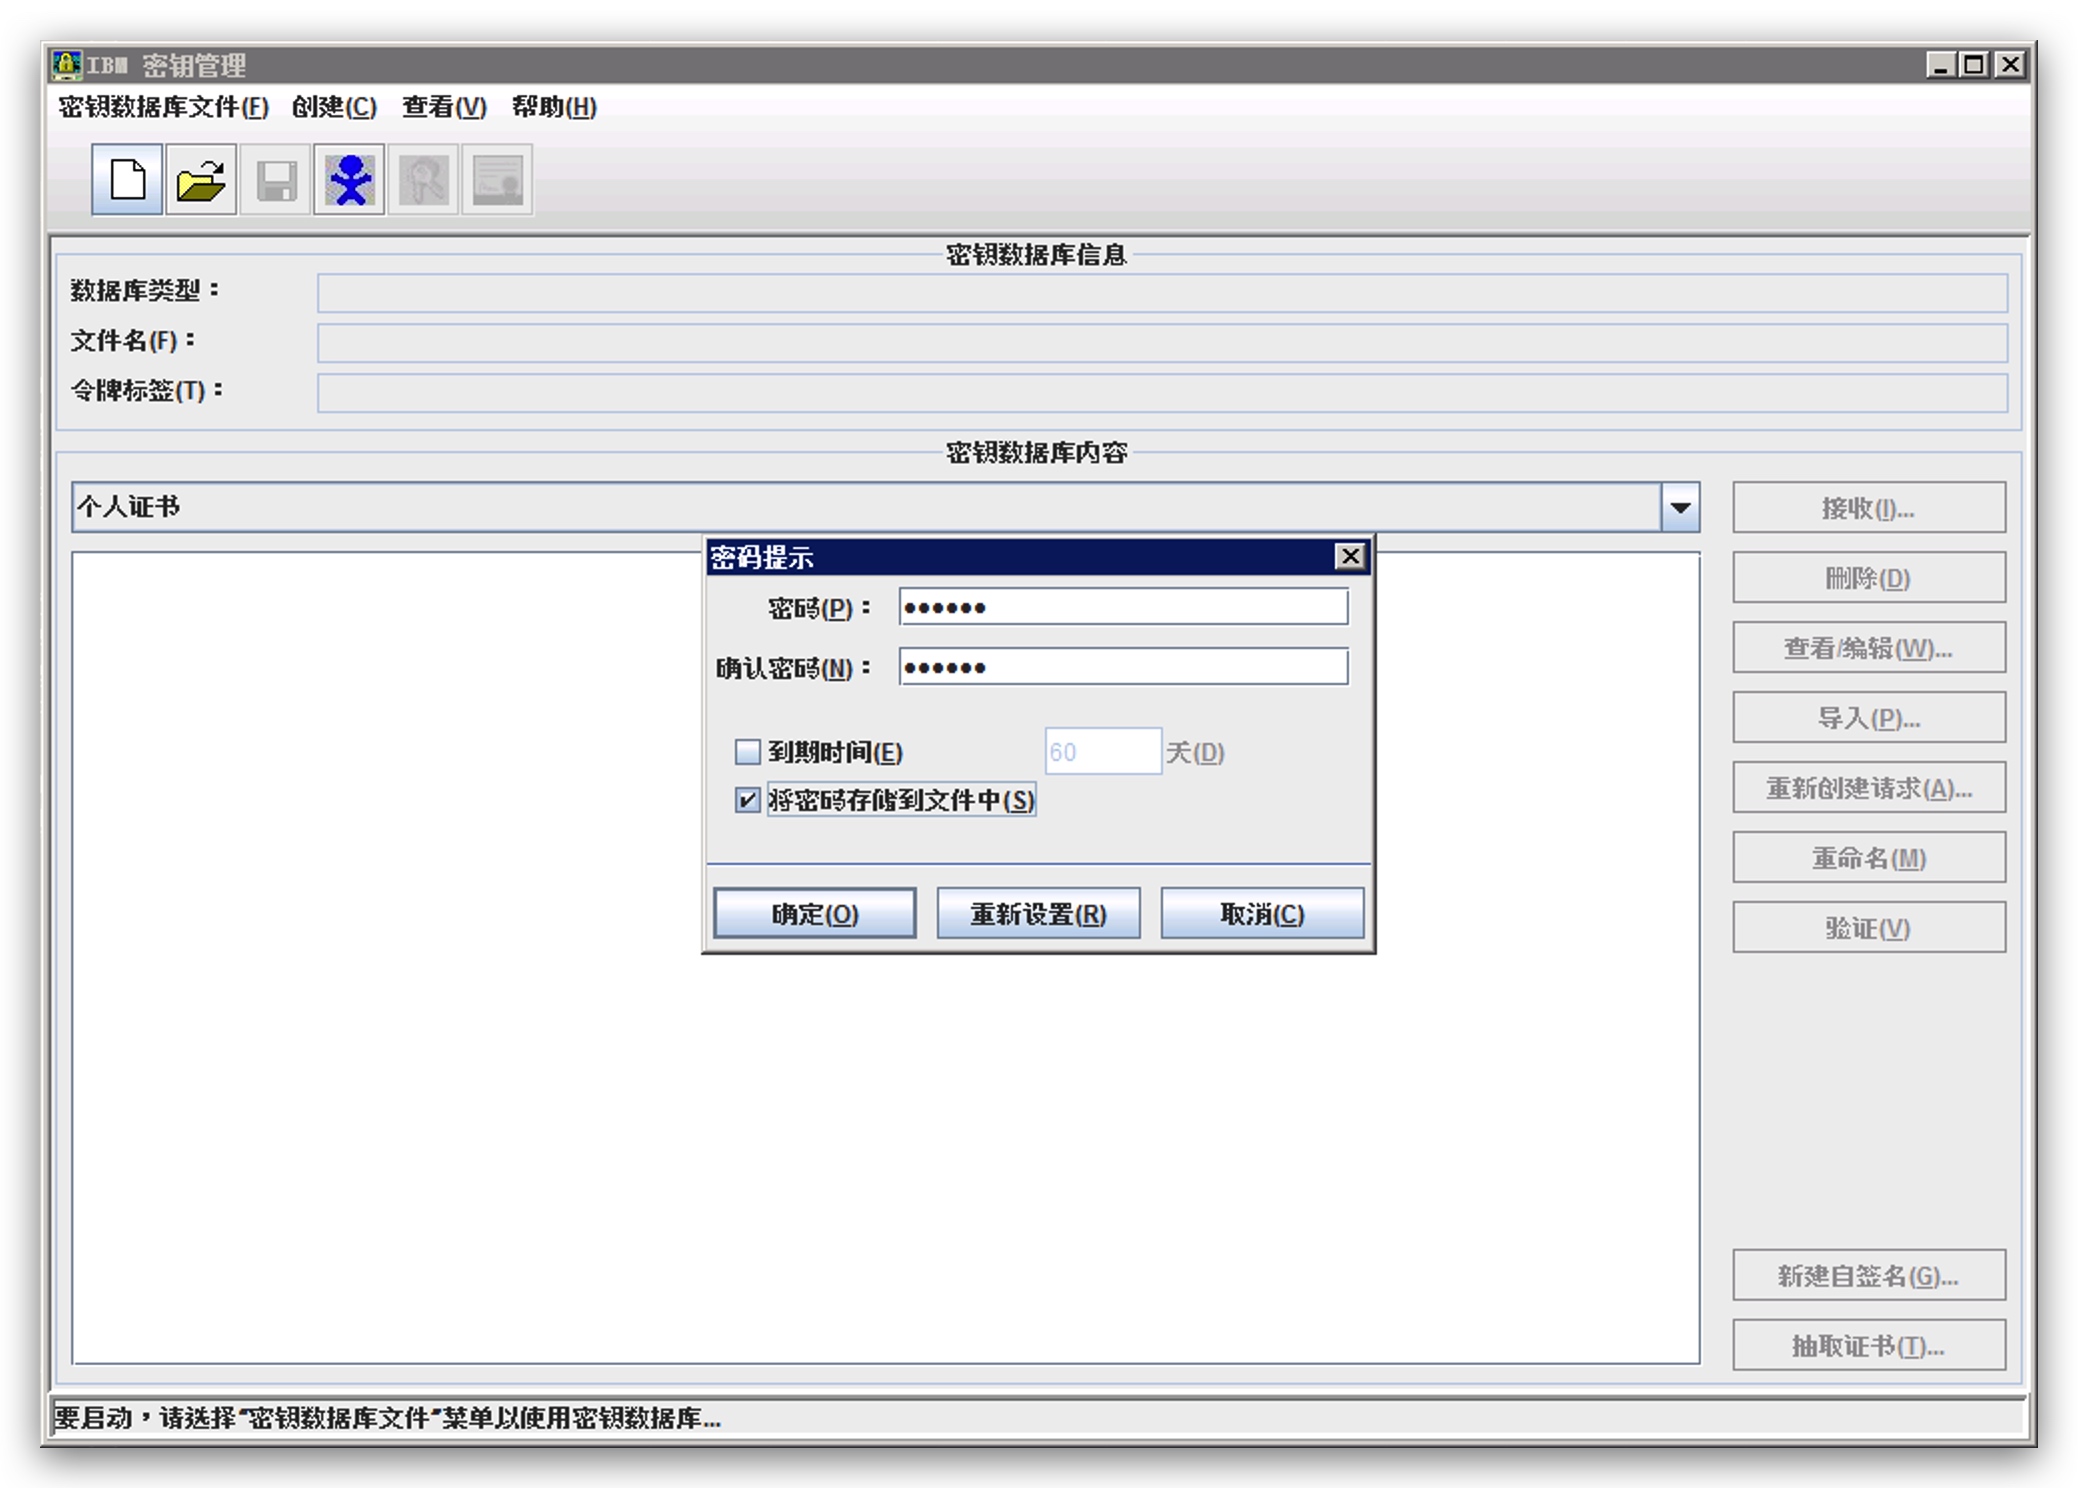 IBM 密钥管理
密钥数据库文件(F) 创建(C) 查看(V) 帮助(H)
密钥数据库信息
数据库类型：
文件名(F)：
令牌标签(T)：
密钥数据库内容
个人证书
接收(I)...
删除(D)
查看/编辑(W)...
导入(P)...
重新创建请求(A)...
重命名(M)
验证(V)
新建自签名(G)...
抽取证书(T)...
密码提示
密码(P)： ●●●●●●
确认密码(N)： ●●●●●●
到期时间(E) 60 天(D)
将密码存储到文件中(S)
确定(O) 重新设置(R) 取消(C)
要启动，请选择“密钥数据库文件”菜单以使用密钥数据库...